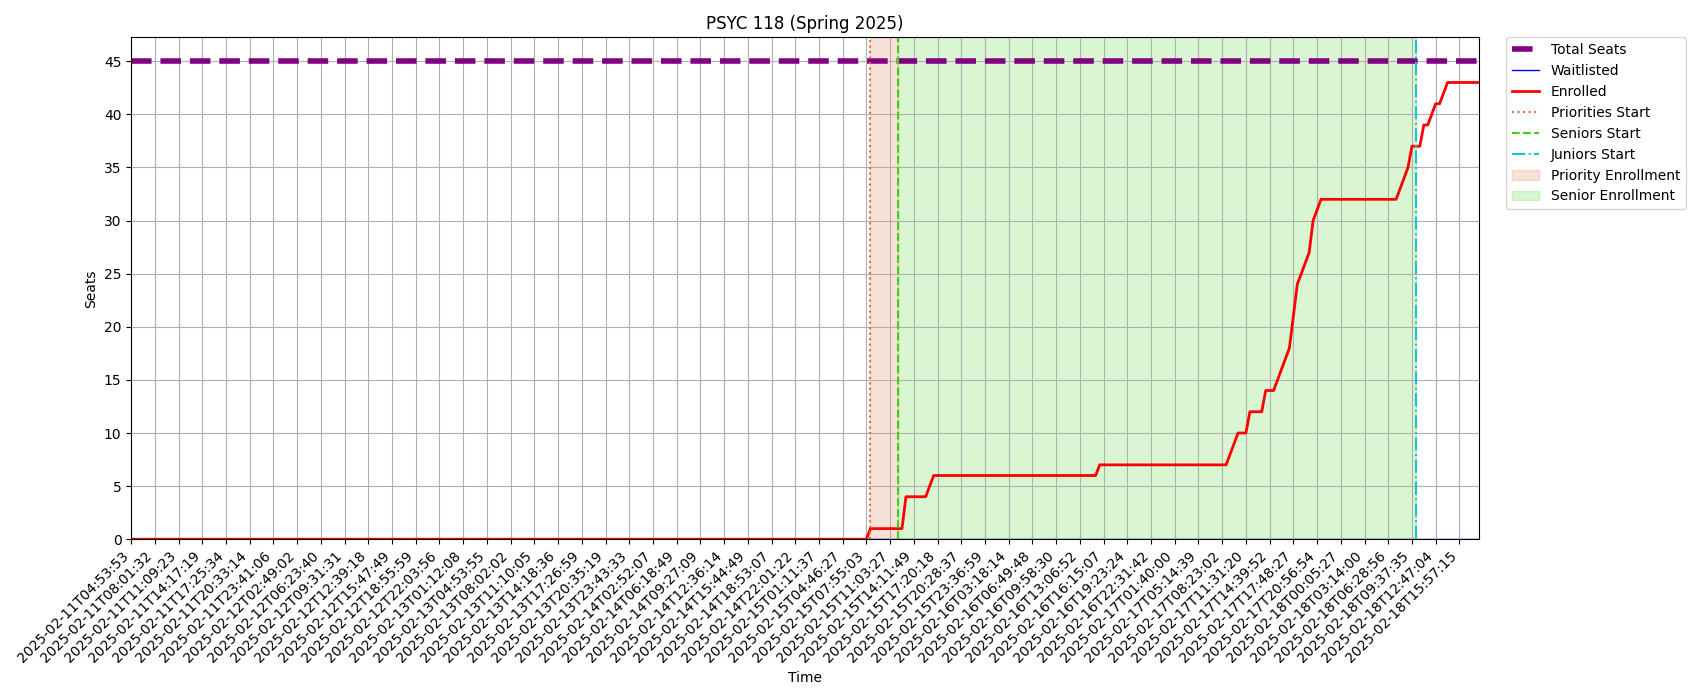 PSYC 118 (Spring 2025)
Seats
45
40
35
30
25
20
15
10
5
0
2025-02-11T04:53:53
2025-02-11T08:01:32
2025-02-11T11:09:23
2025-02-11T14:17:19
2025-02-11T17:25:34
2025-02-11T20:33:14
2025-02-11T23:41:06
2025-02-12T02:49:02
2025-02-12T06:23:40
2025-02-12T09:31:31
2025-02-12T12:39:18
2025-02-12T15:47:49
2025-02-12T18:55:59
2025-02-12T22:03:56
2025-02-13T01:12:08
2025-02-13T04:53:55
2025-02-13T08:02:02
2025-02-13T11:10:05
2025-02-13T14:18:36
2025-02-13T17:26:59
2025-02-13T20:35:19
2025-02-13T23:43:33
2025-02-14T02:52:07
2025-02-14T06:18:49
2025-02-14T09:27:09
2025-02-14T12:36:14
2025-02-14T15:44:49
2025-02-14T18:53:07
2025-02-14T22:01:22
2025-02-15T01:11:37
2025-02-15T04:46:27
2025-02-15T07:55:03
2025-02-15T11:03:27
2025-02-15T14:11:49
2025-02-15T17:20:18
2025-02-15T20:28:37
2025-02-15T23:36:59
2025-02-16T03:18:14
2025-02-16T06:49:48
2025-02-16T09:58:30
2025-02-16T13:06:52
2025-02-16T16:15:07
2025-02-16T19:23:24
2025-02-16T22:31:42
2025-02-17T01:40:00
2025-02-17T05:14:39
2025-02-17T08:23:02
2025-02-17T11:31:20
2025-02-17T14:39:52
2025-02-17T17:48:27
2025-02-17T20:56:54
2025-02-18T00:05:27
2025-02-18T03:14:00
2025-02-18T06:28:56
2025-02-18T09:37:35
2025-02-18T12:47:04
2025-02-18T15:57:15
Time
Total Seats
Waitlisted
Enrolled
Priorities Start
Seniors Start
Juniors Start
Priority Enrollment
Senior Enrollment